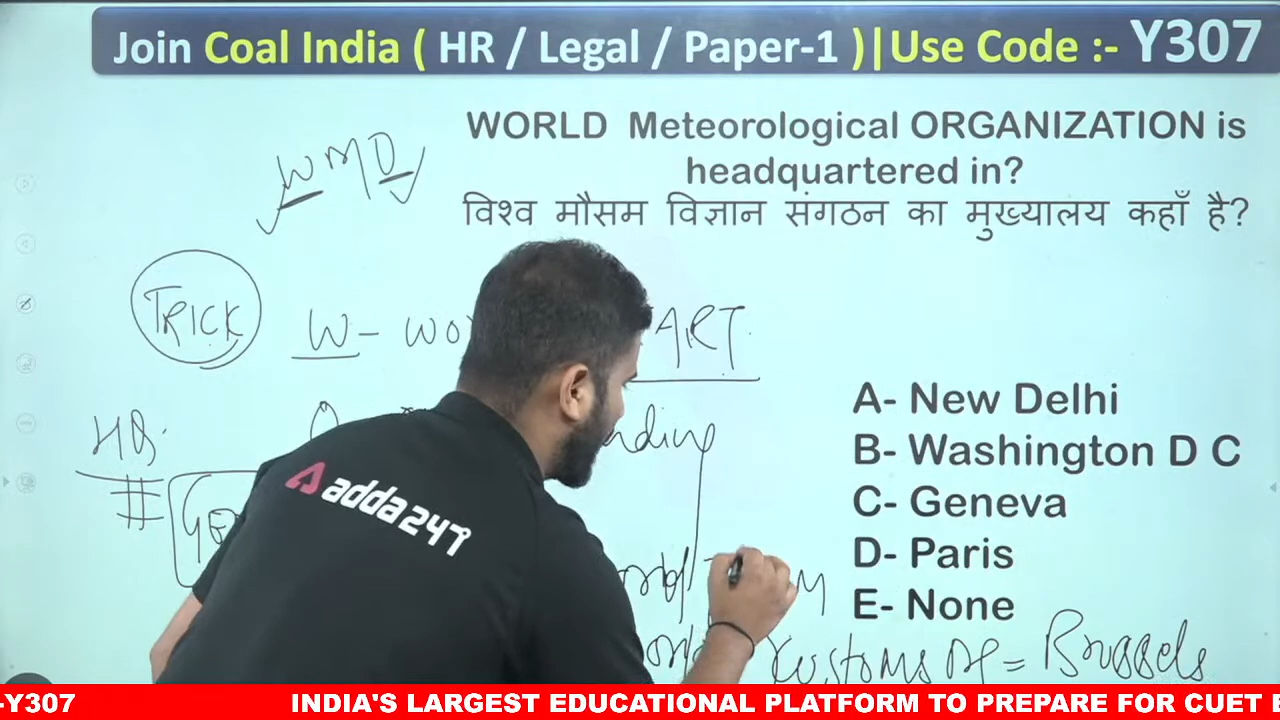 Join Coal India ( HR / Legal / Paper-1 )|Use Code :- Y307
WORLD Meteorological ORGANIZATION is
headquartered in?
विश्व मौसम विज्ञान संगठन का मुख्यालय कहाँ है?
WMO
TRICK
W - WO
ART
HQ:
A- New Delhi
B- Washington D C
C- Geneva
D- Paris
E- None
adda247
Customs = Brussels
-Y307 INDIA'S LARGEST EDUCATIONAL PLATFORM TO PREPARE FOR CUET E